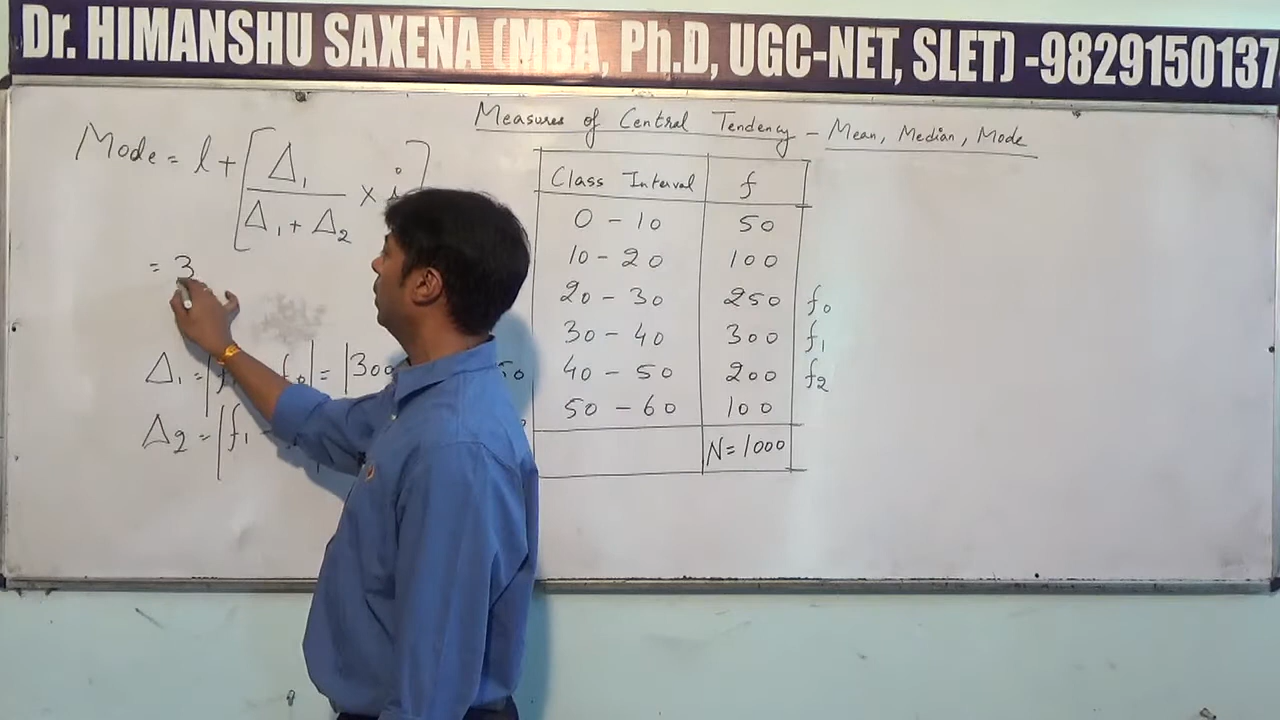 Dr. HIMANSHU SAXENA (MBA, Ph.D, UGC-NET, SLET) -9829150137
Measures of Central Tendency - Mean, Median, Mode
Mode = l + [ Δ₁ / Δ₁ + Δ₂ × i ]
= 3
Δ₁ = |f₀| = |300 50
Δ₂ = |f₁ -
Class Interval f
0 - 10 50
10 - 20 100
20 - 30 250 f₀
30 - 40 300 f₁
40 - 50 200 f₂
50 - 60 100
N = 1000